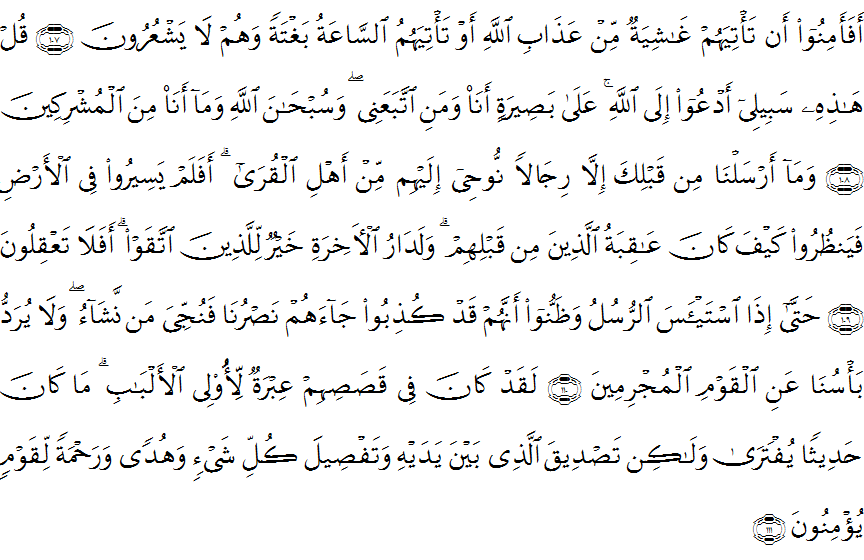 أَفَأَمِنُوٓا۟ أَن تَأْتِيَهُمْ غَـٰشِيَةٌ مِّنْ عَذَابِ ٱللَّهِ أَوْ تَأْتِيَهُمُ ٱلسَّاعَةُ بَغْتَةً وَهُمْ لَا يَشْعُرُونَ ١٠٧ قُلْ
هَـٰذِهِۦ سَبِيلِىٓ أَدْعُوٓا۟ إِلَى ٱللَّهِ ۚ عَلَىٰ بَصِيرَةٍ أَنَا۠ وَمَنِ ٱتَّبَعَنِى ۖ وَسُبْحَـٰنَ ٱللَّهِ وَمَآ أَنَا۠ مِنَ ٱلْمُشْرِكِينَ
١٠٨ وَمَآ أَرْسَلْنَا مِن قَبْلِكَ إِلَّا رِجَالًا نُّوحِىٓ إِلَيْهِم مِّنْ أَهْلِ ٱلْقُرَىٰٓ ۗ أَفَلَمْ يَسِيرُوا۟ فِى ٱلْأَرْضِ
فَيَنظُرُوا۟ كَيْفَ كَانَ عَـٰقِبَةُ ٱلَّذِينَ مِن قَبْلِهِمْ ۗ وَلَدَارُ ٱلْـَٔاخِرَةِ خَيْرٌ لِّلَّذِينَ ٱتَّقَوْا۟ ۗ أَفَلَا تَعْقِلُونَ
١٠٩ حَتَّىٰٓ إِذَا ٱسْتَيْـَٔسَ ٱلرُّسُلُ وَظَنُّوٓا۟ أَنَّهُمْ قَدْ كُذِبُوا۟ جَآءَهُمْ نَصْرُنَا فَنُجِّىَ مَن نَّشَآءُ ۖ وَلَا يُرَدُّ
بَأْسُنَا عَنِ ٱلْقَوْمِ ٱلْمُجْرِمِينَ ١١٠ لَقَدْ كَانَ فِى قَصَصِهِمْ عِبْرَةٌ لِّأُو۟لِى ٱلْأَلْبَـٰبِ ۗ مَا كَانَ
حَدِيثًا يُفْتَرَىٰ وَلَـٰكِن تَصْدِيقَ ٱلَّذِى بَيْنَ يَدَيْهِ وَتَفْصِيلَ كُلِّ شَىْءٍ وَهُدًى وَرَحْمَةً لِّقَوْمٍ
يُؤْمِنُونَ ١١١